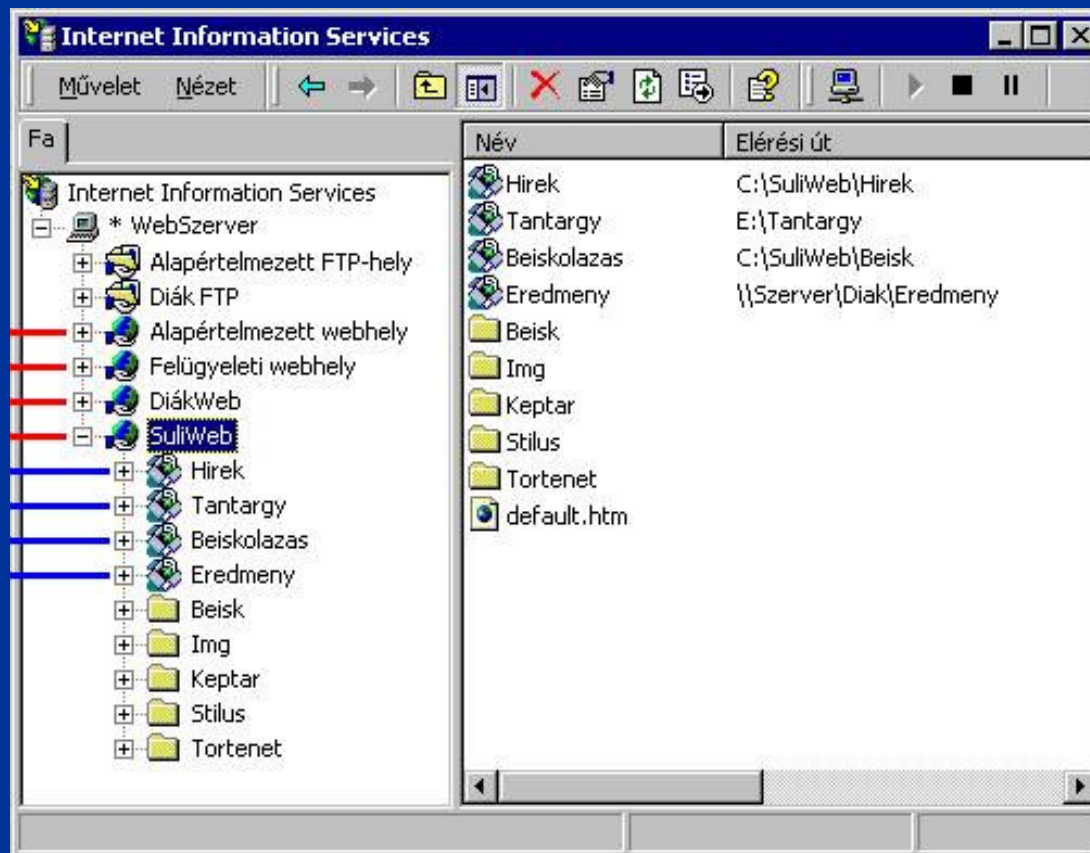 Internet Information Services
Művelet Nézet
Fa
Internet Information Services
* WebSzerver
Alapértelmezett FTP-hely
Diák FTP
Alapértelmezett webhely
Felügyeleti webhely
DiákWeb
SuliWeb
Hirek
Tantargy
Beiskolazas
Eredmeny
Beisk
Img
Keptar
Stilus
Tortenet
Név Elérési út
Hirek C:\SuliWeb\Hirek
Tantargy E:\Tantargy
Beiskolazas C:\SuliWeb\Beisk
Eredmeny \\Szerver\Diak\Eredmeny
Beisk
Img
Keptar
Stilus
Tortenet
default.htm